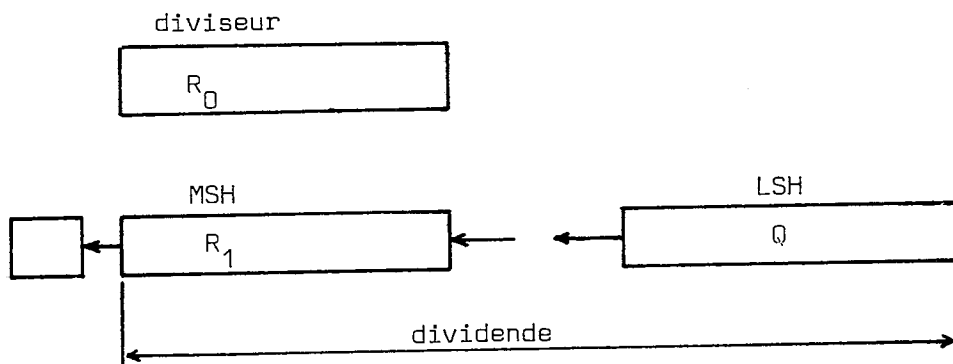 diviseur
R0
MSH
LSH
R1
Q
dividende